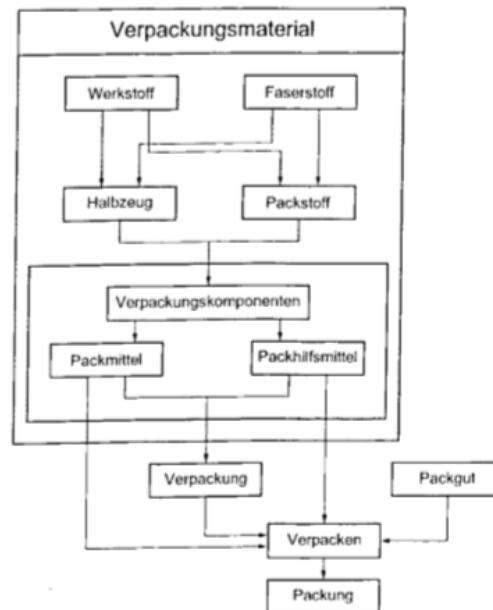 Verpackungsmaterial
Werkstoff
Faserstoff
Halbzeug
Packstoff
Verpackungskomponenten
Packmittel
Packhilfsmittel
Verpackung
Packgut
Verpacken
Packung